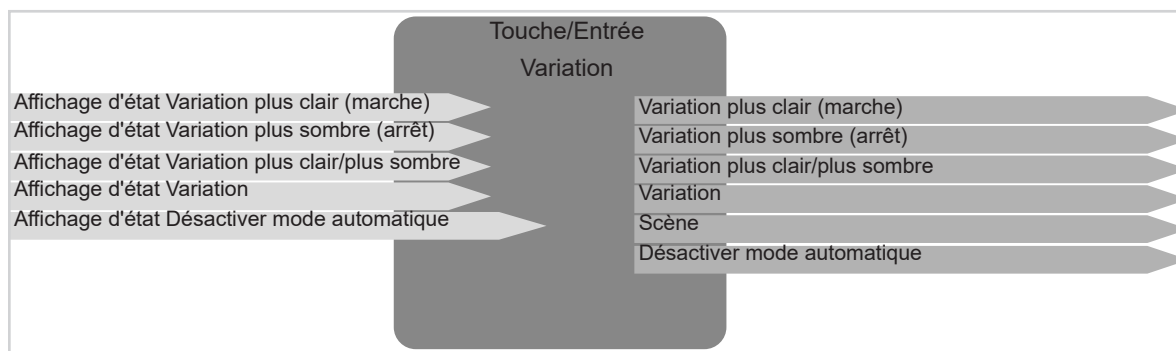 Touche/Entrée
Variation
Affichage d'état Variation plus clair (marche)
Affichage d'état Variation plus sombre (arrêt)
Affichage d'état Variation plus clair/plus sombre
Affichage d'état Variation
Affichage d'état Désactiver mode automatique
Variation plus clair (marche)
Variation plus sombre (arrêt)
Variation plus clair/plus sombre
Variation
Scène
Désactiver mode automatique